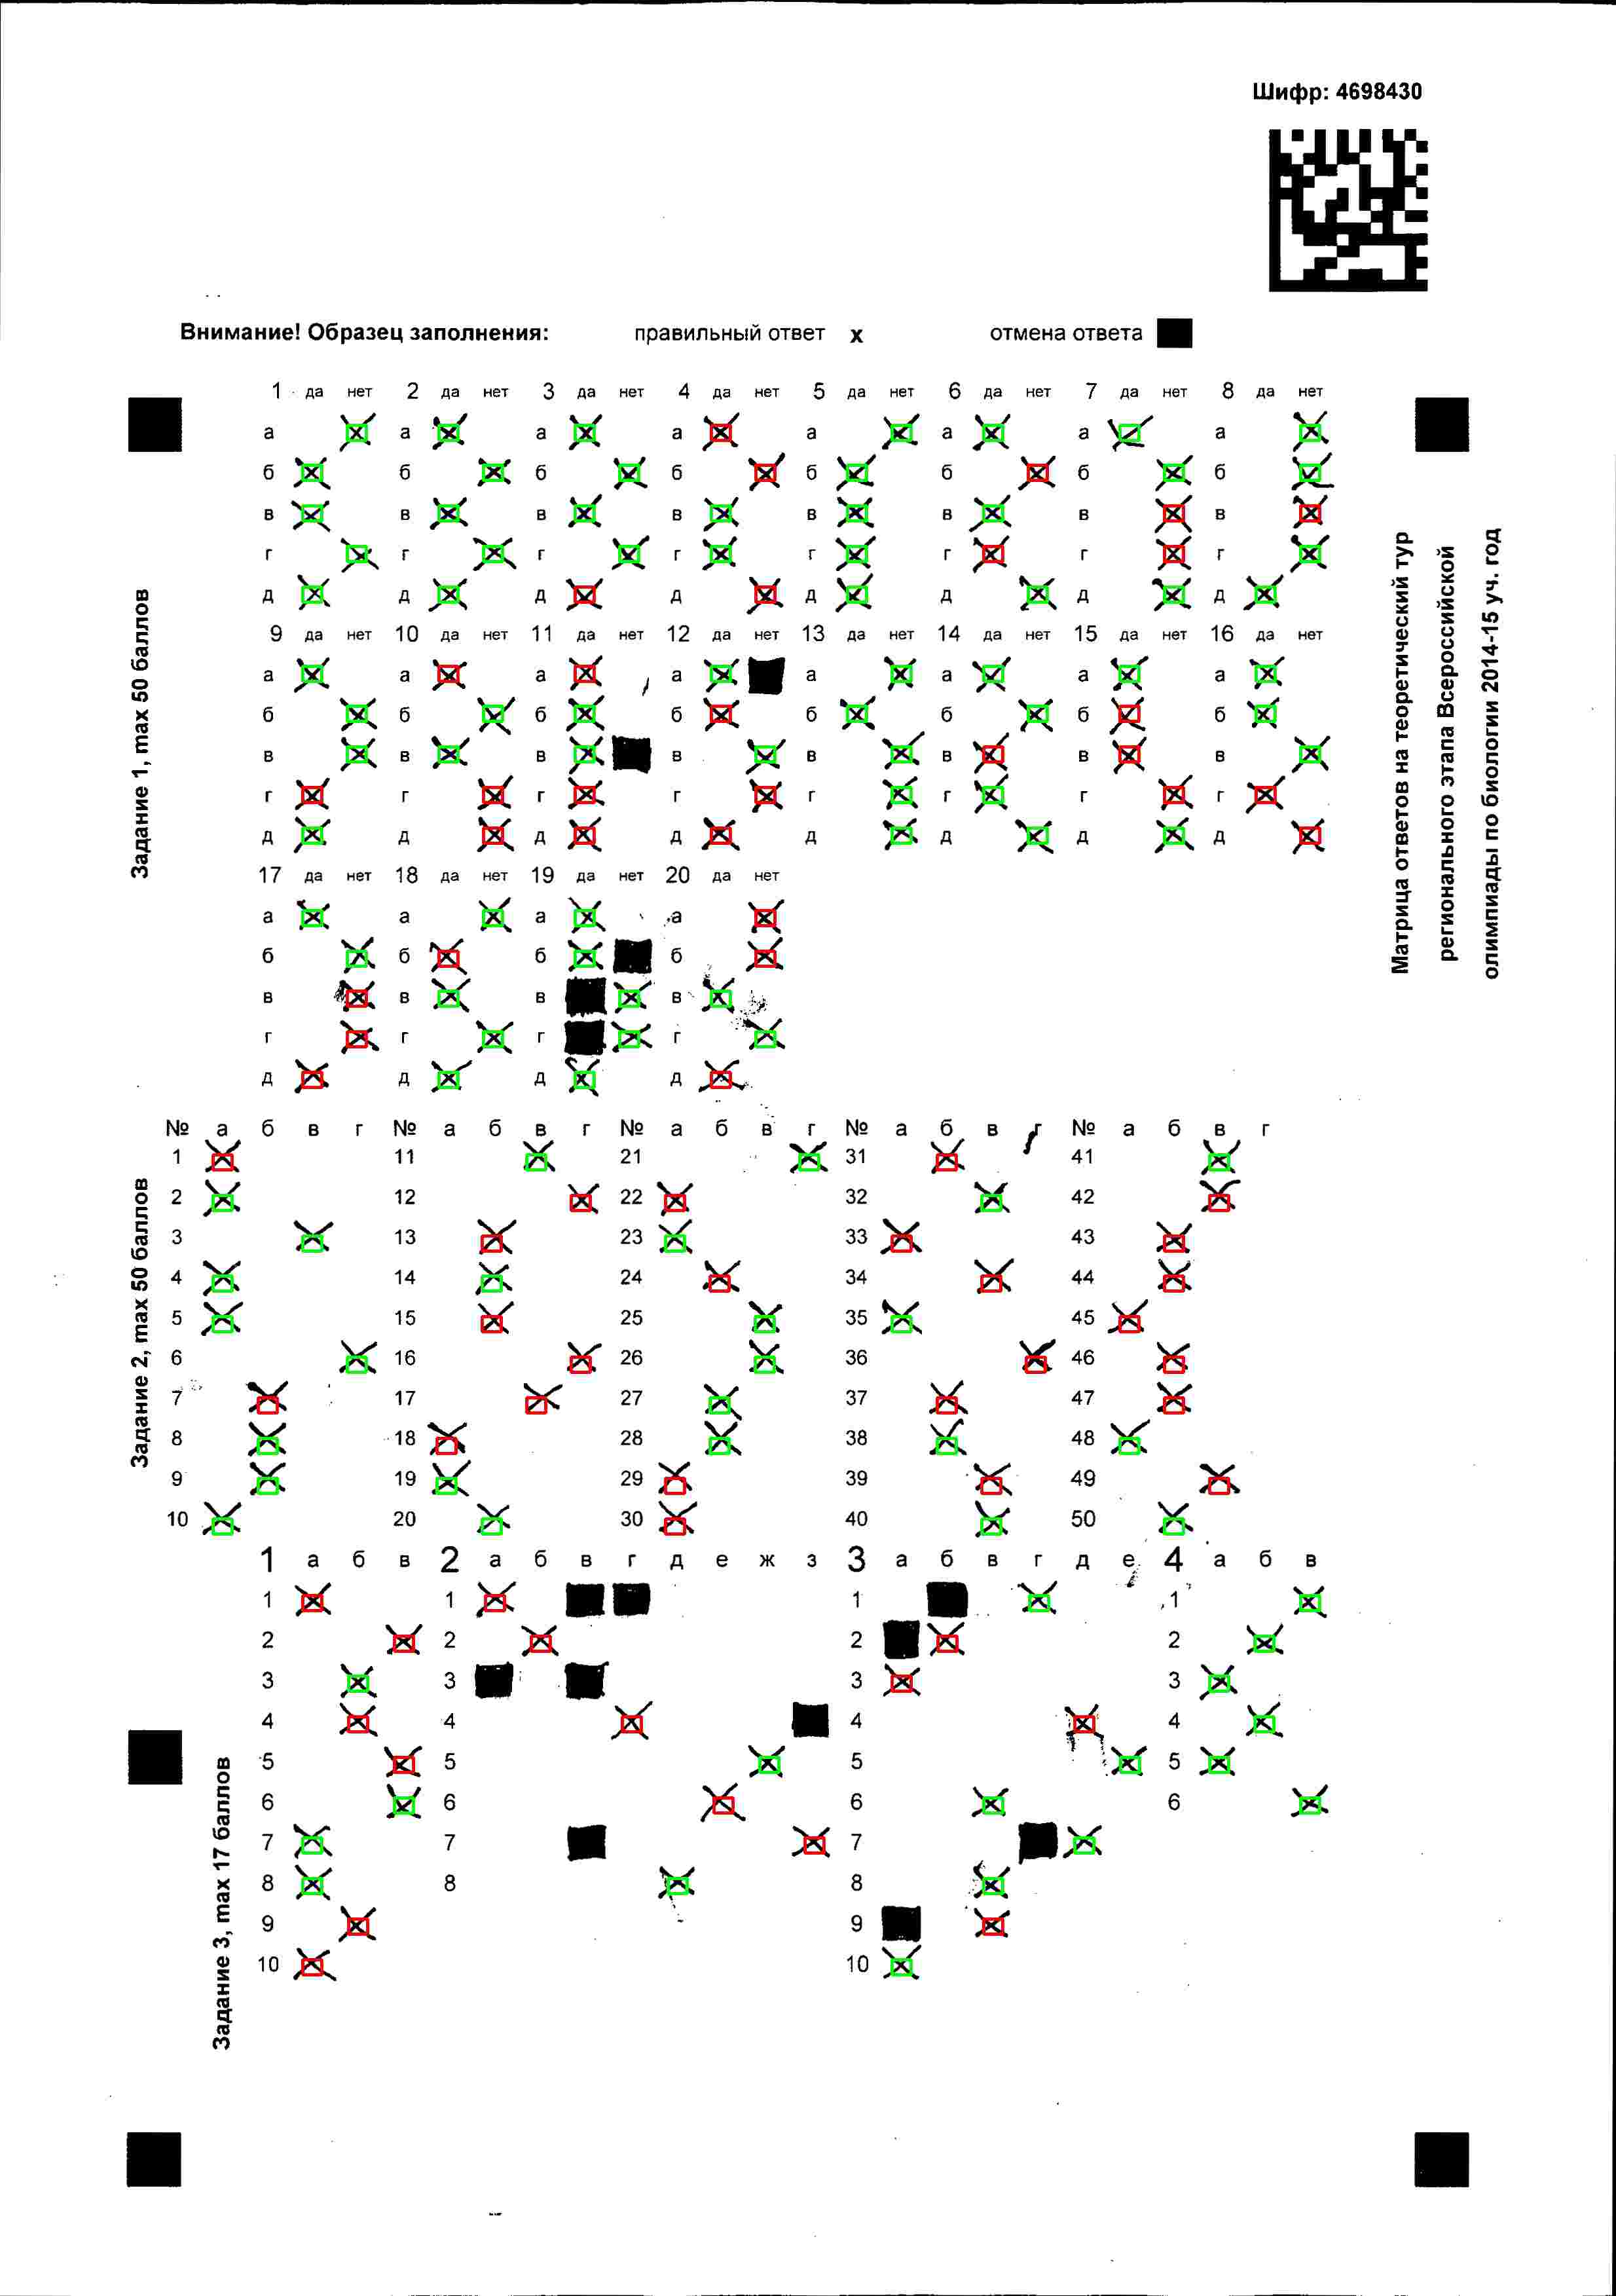 Шифр: 4698430
Внимание! Образец заполнения: правильный ответ х отмена ответа
Задание 1, max 50 баллов
1 да нет 2 да нет 3 да нет 4 да нет 5 да нет 6 да нет 7 да нет 8 да нет
а а а а а а а а
б б б б б б б б
в в в в в в в в
г г г г г г г г
д д д д д д д д
9 да нет 10 да нет 11 да нет 12 да нет 13 да нет 14 да нет 15 да нет 16 да нет
а а а а а а а а
б б б б б б б б
в в в в в в в в
г г г г г г г г
д д д д д д д д
17 да нет 18 да нет 19 да нет 20 да нет
а а а а
б б б б
в в в в
г г г г
д д д д
Матрица ответов на теоретический тур
регионального этапа Всероссийской
олимпиады по биологии 2014-15 уч. год
Задание 2, max 50 баллов
№ а б в г № а б в г № а б в г № а б в г № а б в г
1 11 21 31 41
2 12 22 32 42
3 13 23 33 43
4 14 24 34 44
5 15 25 35 45
6 16 26 36 46
7 17 27 37 47
8 18 28 38 48
9 19 29 39 49
10 20 30 40 50
Задание 3, max 17 баллов
1 а б в 2 а б в г д е ж з 3 а б в г д е 4 а б в
1 1 1 1
2 2 2 2
3 3 3 3
4 4 4 4
5 5 5 5
6 6 6 6
7 7 7
8 8 8
9 9
10 10